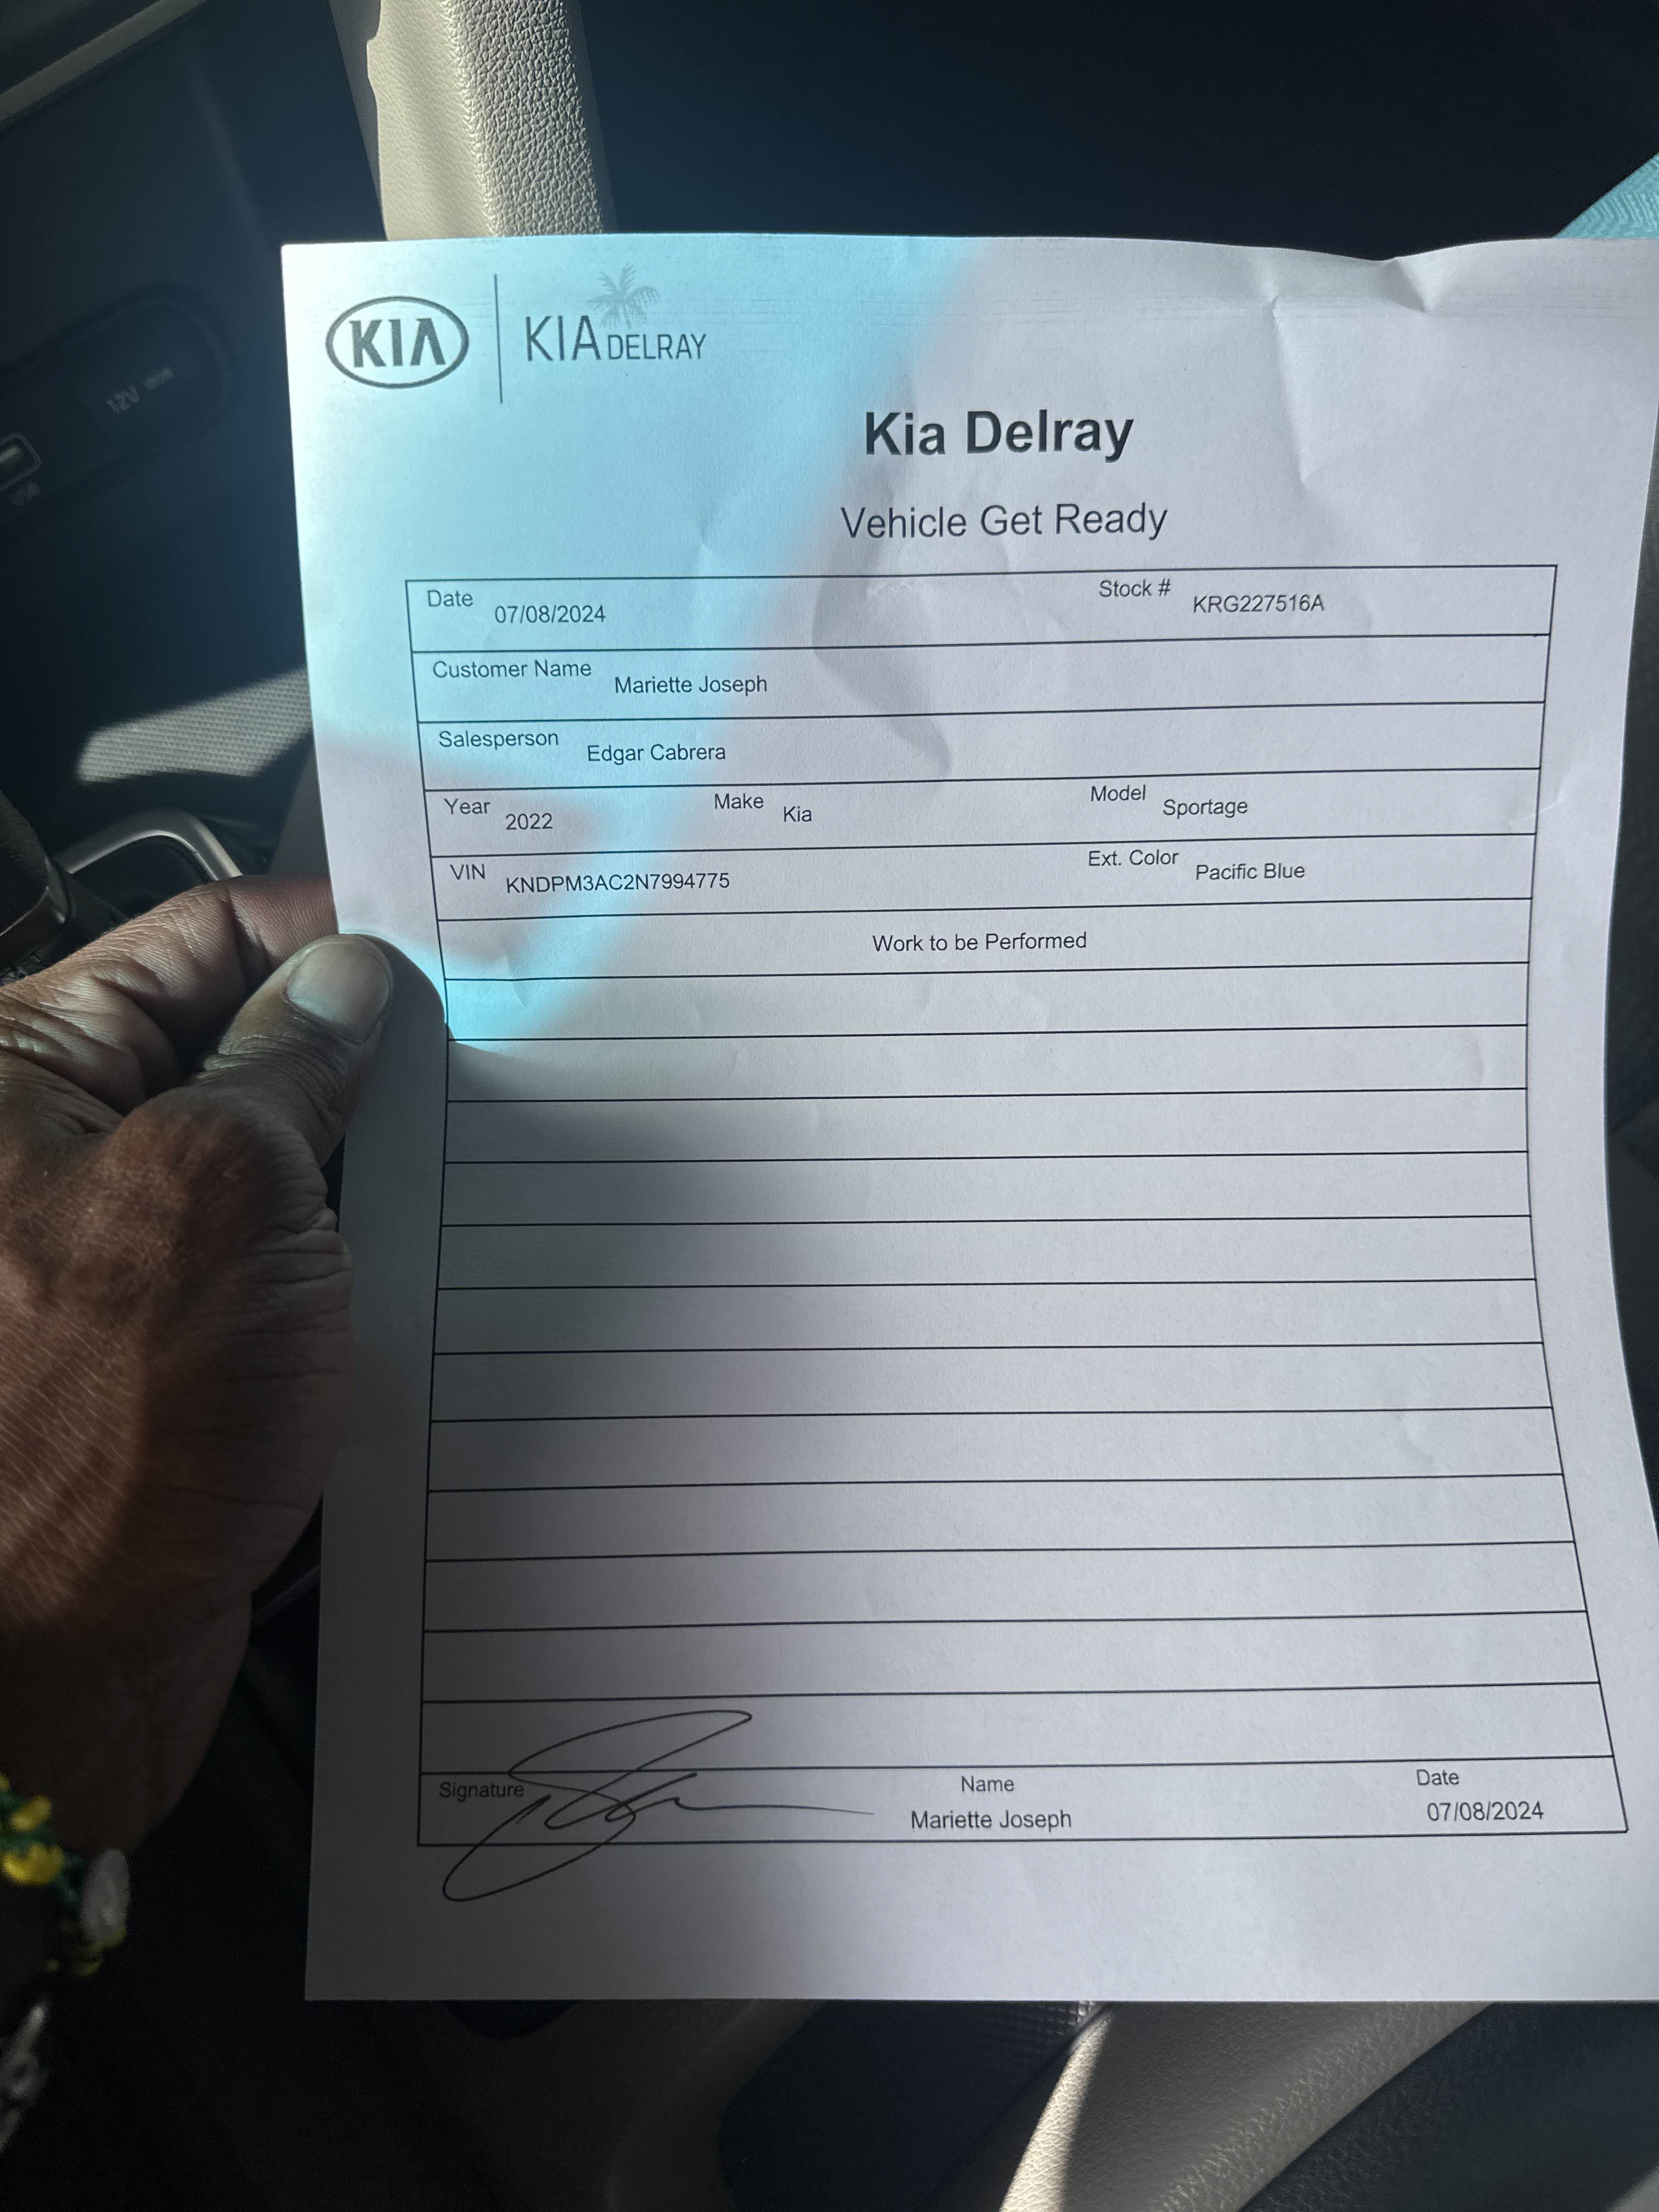 KIA KIA DELRAY
Kia Delray
Vehicle Get Ready
Date 07/08/2024 Stock # KRG227516A
Customer Name Mariette Joseph
Salesperson Edgar Cabrera
Year 2022 Make Kia Model Sportage
VIN KNDPM3AC2N7994775 Ext. Color Pacific Blue
Work to be Performed
Signature Name Date
Mariette Joseph 07/08/2024
12V
USB